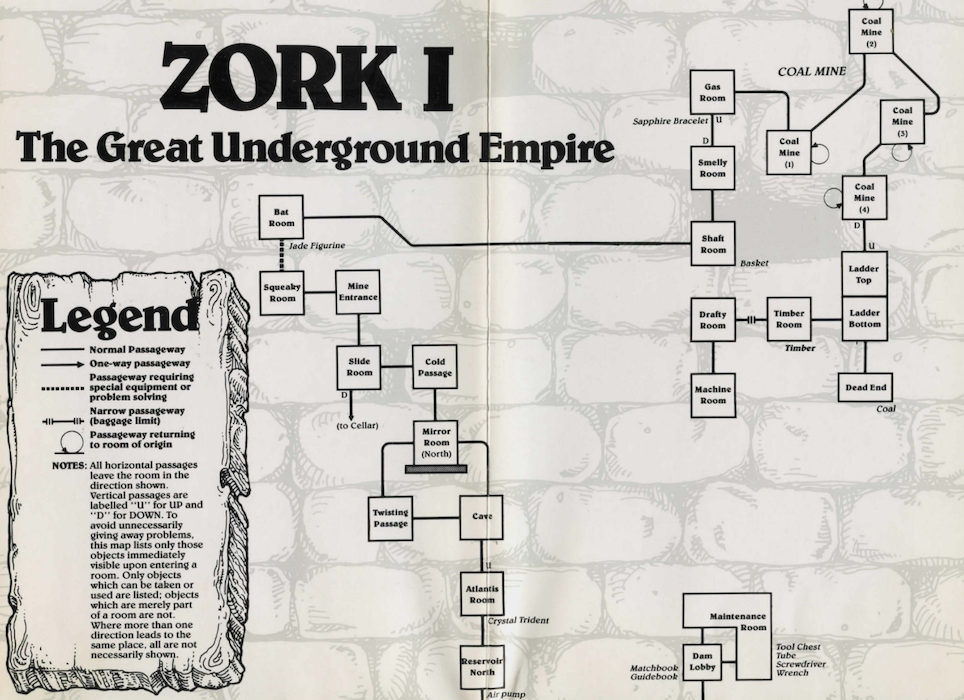 ZORK I
The Great Underground Empire
Coal
Mine
(2)
COAL MINE
Gas
Room
Sapphire Bracelet
U
D
Coal
Mine
(3)
Coal
Mine
(1)
Smelly
Room
Coal
Mine
(4)
D
U
Bat
Room
Jade Figurine
Shaft
Room
Basket
Ladder
Top
Squeaky
Room
Mine
Entrance
Drafty
Room
Timber
Room
Timber
Ladder
Bottom
Slide
Room
D
(to Cellar)
Cold
Passage
Machine
Room
Dead End
Coal
Mirror
Room
(North)
Twisting
Passage
Cave
U
Atlantis
Room
Crystal Trident
Reservoir
North
Air pump
Maintenance
Room
Dam
Lobby
Matchbook
Guidebook
Tool Chest
Tube
Screwdriver
Wrench
Legend
Normal Passageway
One-way passageway
Passageway requiring
special equipment or
problem solving
Narrow passageway
(baggage limit)
Passageway returning
to room of origin
NOTES: All horizontal passages
leave the room in the
direction shown.
Vertical passages are
labelled "U" for UP and
"D" for DOWN. To
avoid unnecessarily
giving away problems,
this map lists only those
objects immediately
visible upon entering a
room. Only objects
which can be taken or
used are listed; objects
which are merely part
of a room are not.
Where more than one
direction leads to the
same place, all are not
necessarily shown.